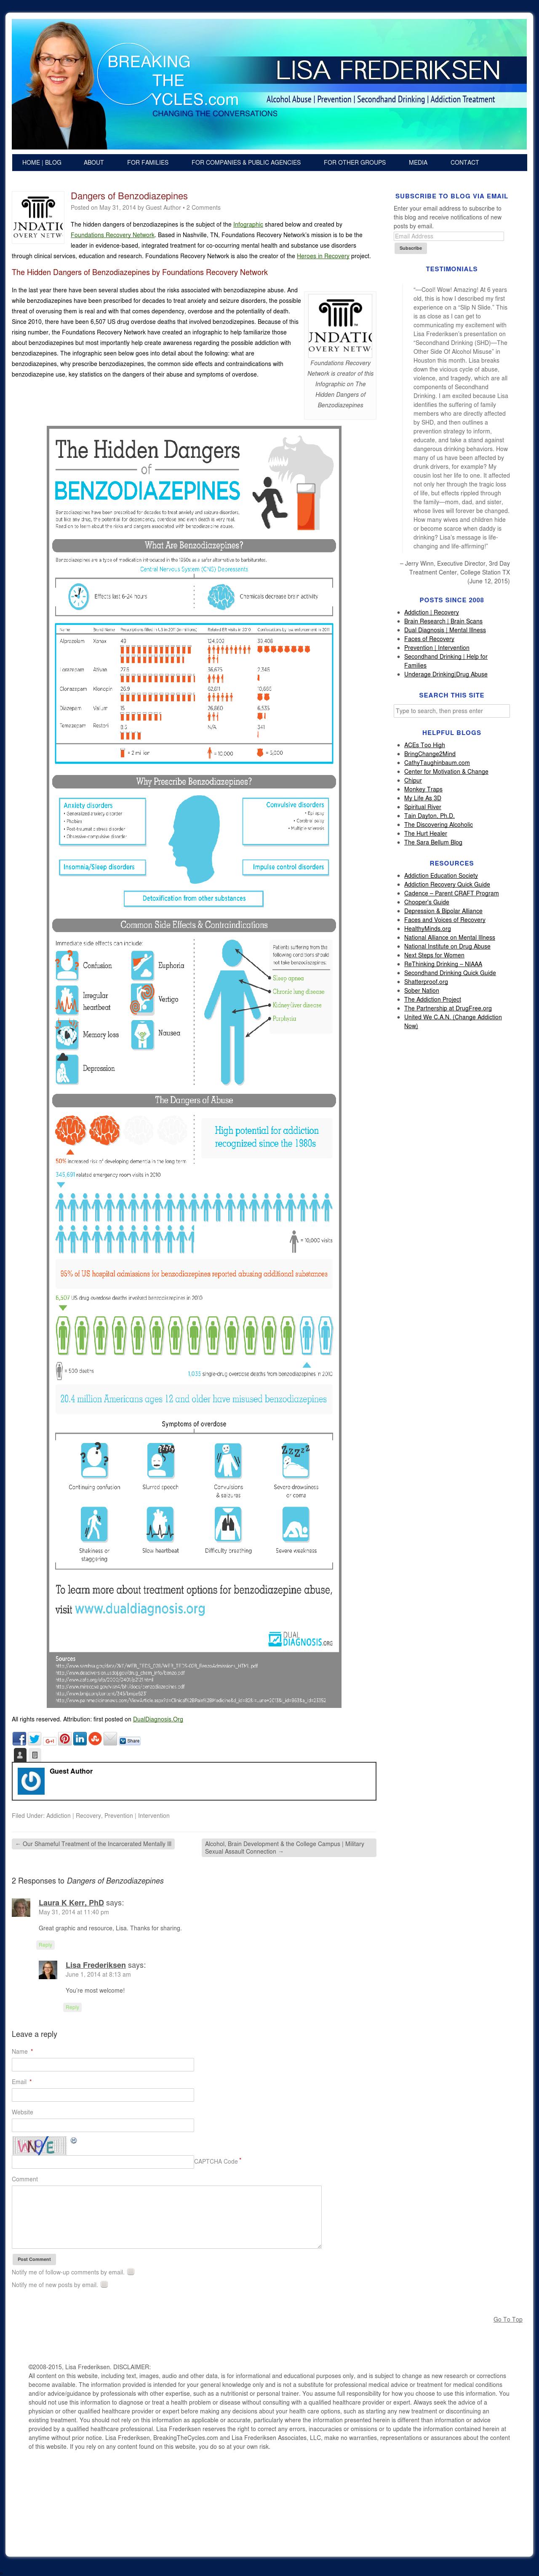 BREAKING
THE
YCLES.com
CHANGING THE CONVERSATIONS
LISA FREDERIKSEN
Alcohol Abuse | Prevention | Secondhand Drinking | Addiction Treatment
HOME | BLOG
ABOUT
FOR FAMILIES
FOR COMPANIES & PUBLIC AGENCIES
FOR OTHER GROUPS
MEDIA
CONTACT
Dangers of Benzodiazepines
Posted on May 31, 2014 by Guest Author • 2 Comments
The hidden dangers of benzodiazepines is the subject of the Infographic shared below and created by
Foundations Recovery Network. Based in Nashville, TN, Foundations Recovery Network's mission is to be the
leader in evidence-based, integrated treatment for co-occurring mental health and substance use disorders
through clinical services, education and research. Foundations Recovery Network is also the creator of the Heroes in Recovery project.
The Hidden Dangers of Benzodiazepines by Foundations Recovery Network
In the last year there has been several studies about the risks associated with benzodiazepine abuse. And
while benzodiazepines have been prescribed for decades to treat anxiety and stress disorders, the possible
threat of overusing them is serious and with that comes dependency, overdose and potentiality of death.
Since 2010, there have been 6,507 US drug overdose deaths that involved benzodiazepines. Because of this
rising number, the Foundations Recovery Network has created an infographic to help familiarize more
about benzodiazepines but most importantly help create awareness about the possible addiction with
benzodiazepines. The infographic seen below goes into detail about the following: what are
benzodiazepines, why prescribe benzodiazepines, the common side effects and contraindications with
benzodiazepine use, key statistics on the dangers of their abuse and symptoms of overdose.
Foundations Recovery
Network is creator of this
Infographic on The
Hidden Dangers of
Benzodiazepines
The Hidden Dangers
of
BENZODIAZEPINES
What Are Benzodiazepines?
Central Nervous System (CNS) Depressants
Effects last 6-24 hours
Chemicals decrease brain activity
Alprazolam Xanax
Lorazepam Ativan
Clonazepam Klonopin
Diazepam Valium
Temazepam Restoril
Why Prescribe Benzodiazepines?
Anxiety disorders
Insomnia/Sleep disorders
Convulsive disorders
Impulse control disorders
Detoxification from other substances
Common Side Effects & Contraindications
Immediate side effects can include:
Confusion
Euphoria
Irregular
heartbeat
Vertigo
Memory loss
Nausea
Depression
Patients suffering from the
following conditions should
not take benzodiazepines:
Sleep apnea
Chronic lung disease
Kidney/liver disease
Porphyria
The Dangers of Abuse
High potential for addiction
recognized since the 1980s
50% increased risk of developing dementia in the long term
345,691 related emergency room visits in 2010
= 10,000 visits
95% of US hospital admissions for benzodiazepines reported abusing additional substances
6,507 US drug overdose deaths involved benzodiazepines in 2010
= 500 deaths
20.4 million Americans ages 12 and older have misused benzodiazepines
Symptoms of overdose
Continuing confusion
Slurred speech
Convulsions
& seizures
Severe drowsiness
or coma
Shakiness or
staggering
Slow heartbeat
Difficulty breathing
Severe weakness
To learn more about treatment options for benzodiazepine abuse,
visit www.dualdiagnosis.org
DUAL
DIAGNOSIS.ORG
Sources
All rights reserved. Attribution: first posted on DualDiagnosis.Org
Share
Guest Author
Filed Under: Addiction | Recovery, Prevention | Intervention
← Our Shameful Treatment of the Incarcerated Mentally Ill
Alcohol, Brain Development & the College Campus | Military
Sexual Assault Connection →
2 Responses to Dangers of Benzodiazepines
Laura K Kerr, PhD says:
May 31, 2014 at 11:40 pm
Great graphic and resource, Lisa. Thanks for sharing.
Reply
Lisa Frederiksen says:
June 1, 2014 at 8:13 am
You're most welcome!
Reply
Leave a reply
Name *
Email *
Website
CAPTCHA Code *
Comment
Post Comment
Notify me of follow-up comments by email.
Notify me of new posts by email.
SUBSCRIBE TO BLOG VIA EMAIL
Enter your email address to subscribe to
this blog and receive notifications of new
posts by email.
Email Address
Subscribe
TESTIMONIALS
"---Cool! Wow! Amazing! At 6 years
old, this is how I described my first
experience on a "Slip N Slide." This
is as close as I can get to
communicating my excitement with
Lisa Frederiksen's presentation on
"Secondhand Drinking (SHD)—The
Other Side Of Alcohol Misuse" in
Houston this month. Lisa breaks
down the vicious cycle of abuse,
violence, and tragedy, which are all
components of Secondhand
Drinking. I am excited because Lisa
identifies the suffering of family
members who are directly affected
by SHD, and then outlines a
prevention strategy to inform,
educate, and take a stand against
dangerous drinking behaviors. How
many of us have been affected by
drunk drivers, for example? My
cousin lost her life to one. It affected
not only her through the tragic loss
of life, but effects rippled through
the family—mom, dad, and sister,
whose lives will forever be changed.
How many wives and children hide
or become scarce when daddy is
drinking? Lisa's message is life-
changing and life-affirming!"
-- Jerry Winn, Executive Director, 3rd Day
Treatment Center, College Station TX
(June 12, 2015)
POSTS SINCE 2008
Addiction | Recovery
Brain Research | Brain Scans
Dual Diagnosis | Mental Illness
Faces of Recovery
Prevention | Intervention
Secondhand Drinking | Help for
Families
Underage Drinking|Drug Abuse
SEARCH THIS SITE
Type to search, then press enter
HELPFUL BLOGS
ACEs Too High
BringChange2Mind
CathyTaughinbaum.com
Center for Motivation & Change
Chipur
Monkey Traps
My Life As 3D
Spiritual River
Tian Dayton, Ph.D.
The Discovering Alcoholic
The Hurt Healer
The Sara Bellum Blog
RESOURCES
Addiction Education Society
Addiction Recovery Quick Guide
Cadence – Parent CRAFT Program
Chooper's Guide
Depression & Bipolar Alliance
Faces and Voices of Recovery
HealthyMinds.org
National Alliance on Mental Illness
National Institute on Drug Abuse
Next Steps for Women
ReThinking Drinking – NIAAA
Secondhand Drinking Quick Guide
Shatterproof.org
Sober Nation
The Addiction Project
The Partnership at DrugFree.org
United We C.A.N. (Change Addiction
Now)
Go To Top
©2008-2015, Lisa Frederiksen. DISCLAIMER:
All content on this website, including text, images, audio and other data, is for informational and educational purposes only, and is subject to change as new research or corrections
become available. The information provided is intended for your general knowledge only and is not a substitute for professional medical advice or treatment for medical conditions
and/or advice/guidance by professionals with other expertise, such as a nutritionist or personal trainer. You assume full responsibility for how you choose to use this information. You
should not use this information to diagnose or treat a health problem or disease without consulting with a qualified healthcare provider or expert. Always seek the advice of a
physician or other qualified healthcare provider or expert before making any decisions about your health care options, such as starting any new treatment or discontinuing an
existing treatment. You should not rely on this information as applicable or accurate, particularly where the information presented herein is different than information or advice
provided by a qualified healthcare professional. Lisa Frederiksen reserves the right to correct any errors, inaccuracies or omissions or to update the information contained herein at
anytime without prior notice. Lisa Frederiksen, BreakingTheCycles.com and Lisa Frederiksen Associates, LLC, make no warranties, representations or assurances about the content
of this website. If you rely on any content found on this website, you do so at your own risk.